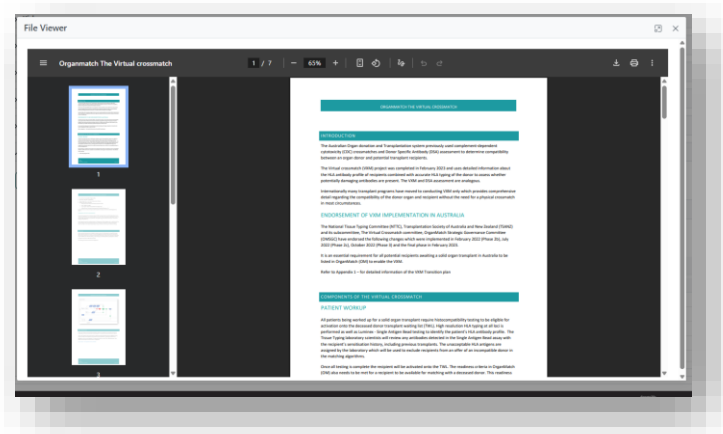 File Viewer
Organmatch The Virtual crossmatch
1 / 7
65%
ORGANMATCH THE VIRTUAL CROSSMATCH
INTRODUCTION
The Australian Organ donation and Transplantation system previously used complement dependent
cytotoxicity (CDC) crossmatches and Donor Specific Antibody (DSA) assessment to determine compatibility
between an organ donor and potential transplant recipients.
The Virtual crossmatch (VXM) project was completed in February 2023 and uses detailed information about
the HLA antibody profile of recipients combined with accurate HLA typing of the donor to assess whether
potentially damaging antibodies are present. The VXM and DSA assessment are analogous.
Internationally many transplant programs have moved to conducting VXM only which provides comprehensive
detail regarding the compatibility of the donor organ and recipient without the need for a physical crossmatch
in most circumstances.
ENDORSEMENT OF VXM IMPLEMENTATION IN AUSTRALIA
The National Tissue Typing Committee (NTTC), Transplantation Society of Australia and New Zealand (TSANZ)
and its subcommittee, The Virtual Crossmatch committee, OrganMatch Strategic Governance Committee
(OMSGC) have endorsed the following changes which were implemented in February 2022 (Phase 1b), July
2022 (Phase 1c), October 2022 (Phase 3) and the final phase in February 2023.
It is an essential requirement for all potential recipients awaiting a solid organ transplant in Australia to be
listed in OrganMatch (OM) to enable the VXM.
Refer to Appendix 1 – for detailed information of the VXM Transition plan
COMPONENTS OF THE VIRTUAL CROSSMATCH
PATIENT WORKUP
All patients being worked up for a solid organ transplant require histocompatibility testing to be eligible for
activation onto the deceased donor transplant waiting list (TWL). High resolution HLA typing at all loci is
performed as well as Luminex - Single Antigen Bead testing to identify the patient's HLA antibody profile. The
Tissue Typing laboratory scientists will review any antibodies detected in the Single Antigen Bead assay with
the recipient's sensitisation history, including previous transplants. The unacceptable HLA antigens are
assigned by the laboratory which will be used to exclude recipients from an offer of an incompatible donor in
the matching algorithms.
Once all testing is complete the recipient will be activated onto the TWL. The readiness criteria in OrganMatch
(OM) also needs to be met for a recipient to be available for matching with a deceased donor. This readiness
1
2
3